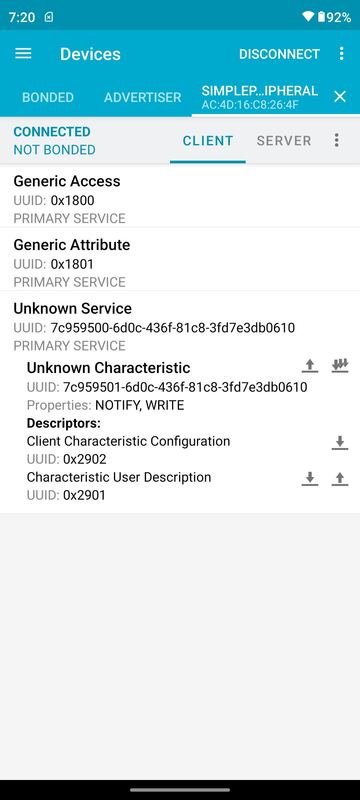 7:20
92%
Devices
DISCONNECT
BONDED
ADVERTISER
SIMPLEP...IPHERAL
AC:4D:16:C8:26:4F
CONNECTED
NOT BONDED
CLIENT
SERVER
Generic Access
UUID: 0x1800
PRIMARY SERVICE
Generic Attribute
UUID: 0x1801
PRIMARY SERVICE
Unknown Service
UUID: 7c959500-6d0c-436f-81c8-3fd7e3db0610
PRIMARY SERVICE
Unknown Characteristic
UUID: 7c959501-6d0c-436f-81c8-3fd7e3db0610
Properties: NOTIFY, WRITE
Descriptors:
Client Characteristic Configuration
UUID: 0x2902
Characteristic User Description
UUID: 0x2901